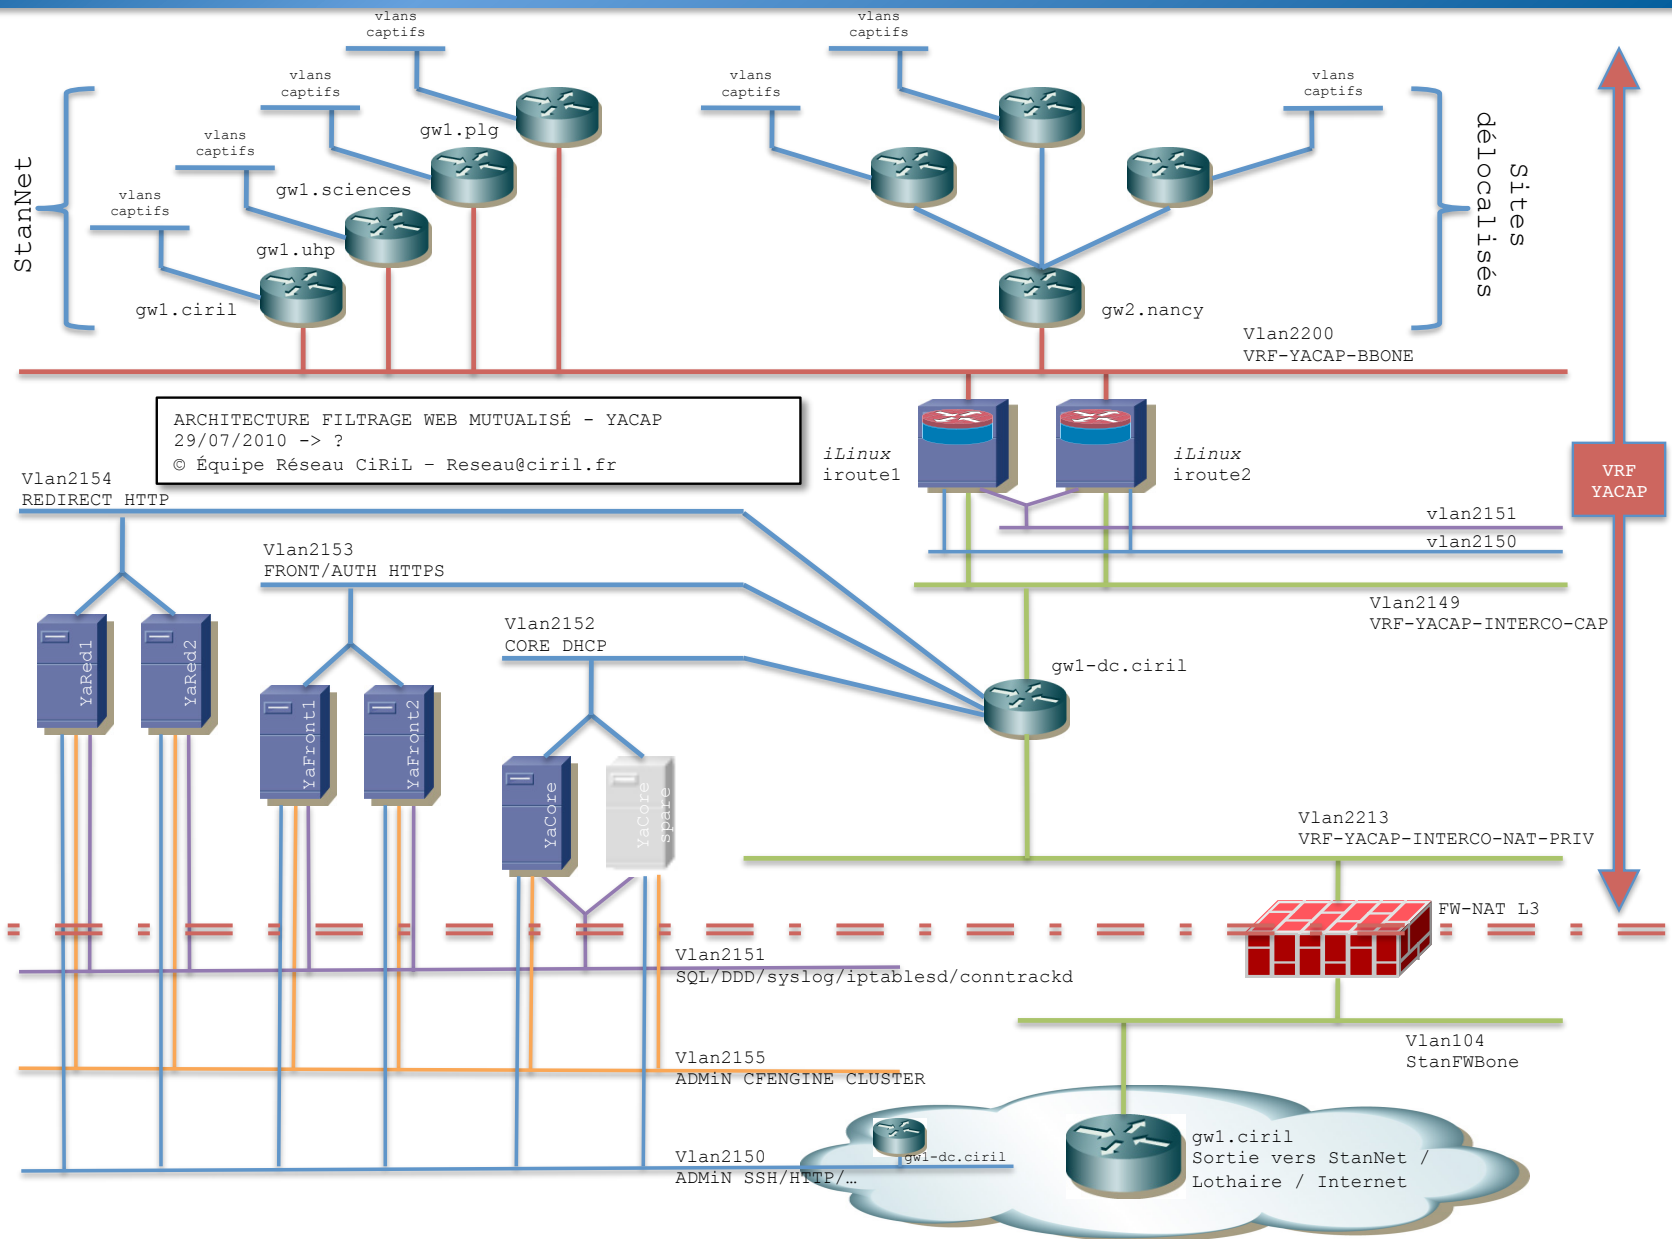 vlans
captifs
vlans
captifs
vlans
captifs
vlans
captifs
vlans
captifs
vlans
captifs
vlans
captifs
StanNet
gw1.plg
gw1.sciences
gw1.uhp
gw1.ciril
gw2.nancy
Sites
délocalisés
Vlan2200
VRF-YACAP-BBONE
ARCHITECTURE FILTRAGE WEB MUTUALISÉ - YACAP
29/07/2010 -> ?
© Équipe Réseau CiRiL – Reseau@ciril.fr
iLinux
iroute1
iLinux
iroute2
VRF
YACAP
Vlan2154
REDIRECT HTTP
vlan2151
vlan2150
Vlan2153
FRONT/AUTH HTTPS
Vlan2149
VRF-YACAP-INTERCO-CAP
Vlan2152
CORE DHCP
gw1-dc.ciril
YaRed1
YaRed2
YaFront1
YaFront2
YaCore
YaCore
spare
Vlan2213
VRF-YACAP-INTERCO-NAT-PRIV
FW-NAT L3
Vlan2151
SQL/DDD/syslog/iptablesd/conntrackd
Vlan104
StanFWBone
Vlan2155
ADMiN CFENGINE CLUSTER
Vlan2150
ADMiN SSH/HTTP/…
gw1-dc.ciril
gw1.ciril
Sortie vers StanNet /
Lothaire / Internet